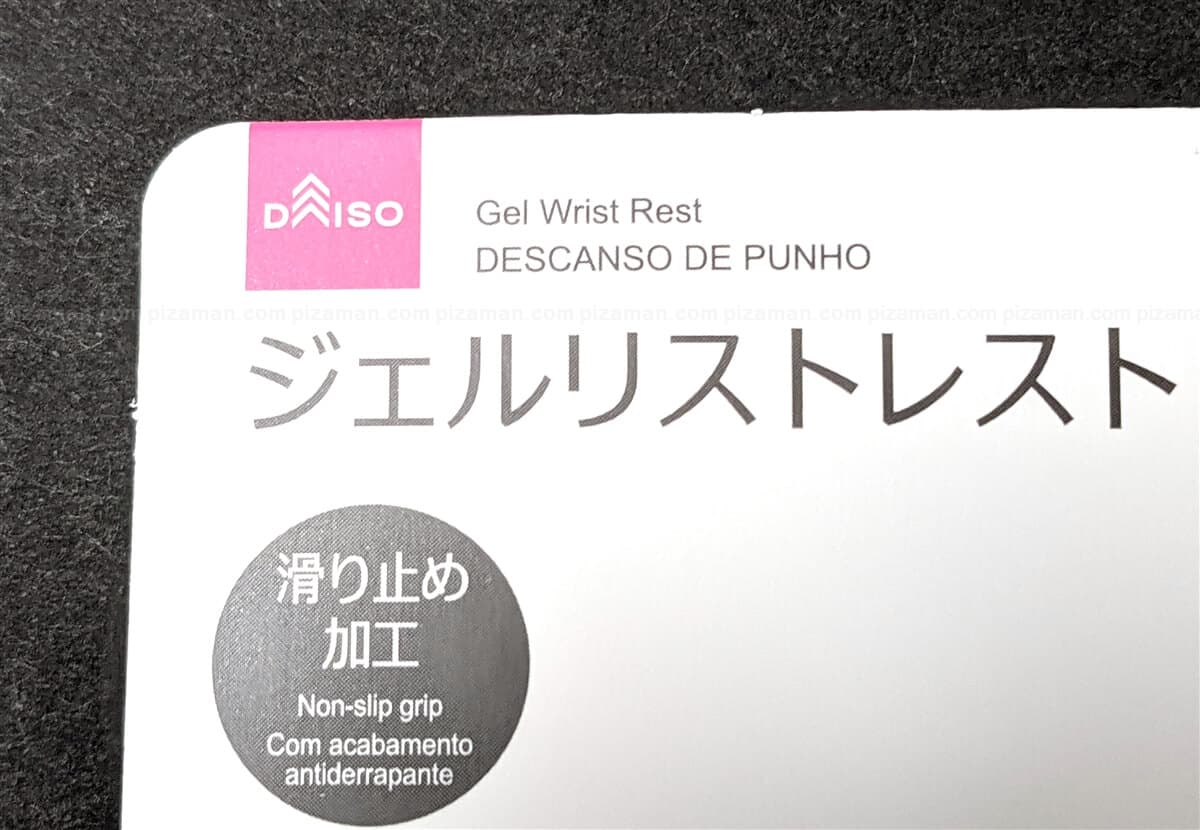 DAISO
Gel Wrist Rest
DESCANSO DE PUNHO
pizaman.com pizaman.com pizaman.com pizaman.com pizaman.com pizaman.com pizaman.com
ジェルリストレスト
滑り止め
加工
Non-slip grip
Com acabamento
antiderrapante